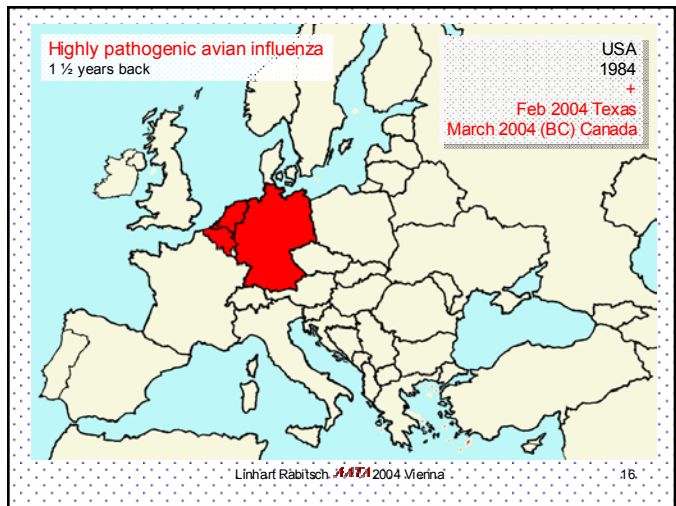 Highly pathogenic avian influenza
1 ½ years back
USA
1984
+
Feb 2004 Texas
March 2004 (BC) Canada
Linhart Rabitsch AATA 2004 Vienna
16